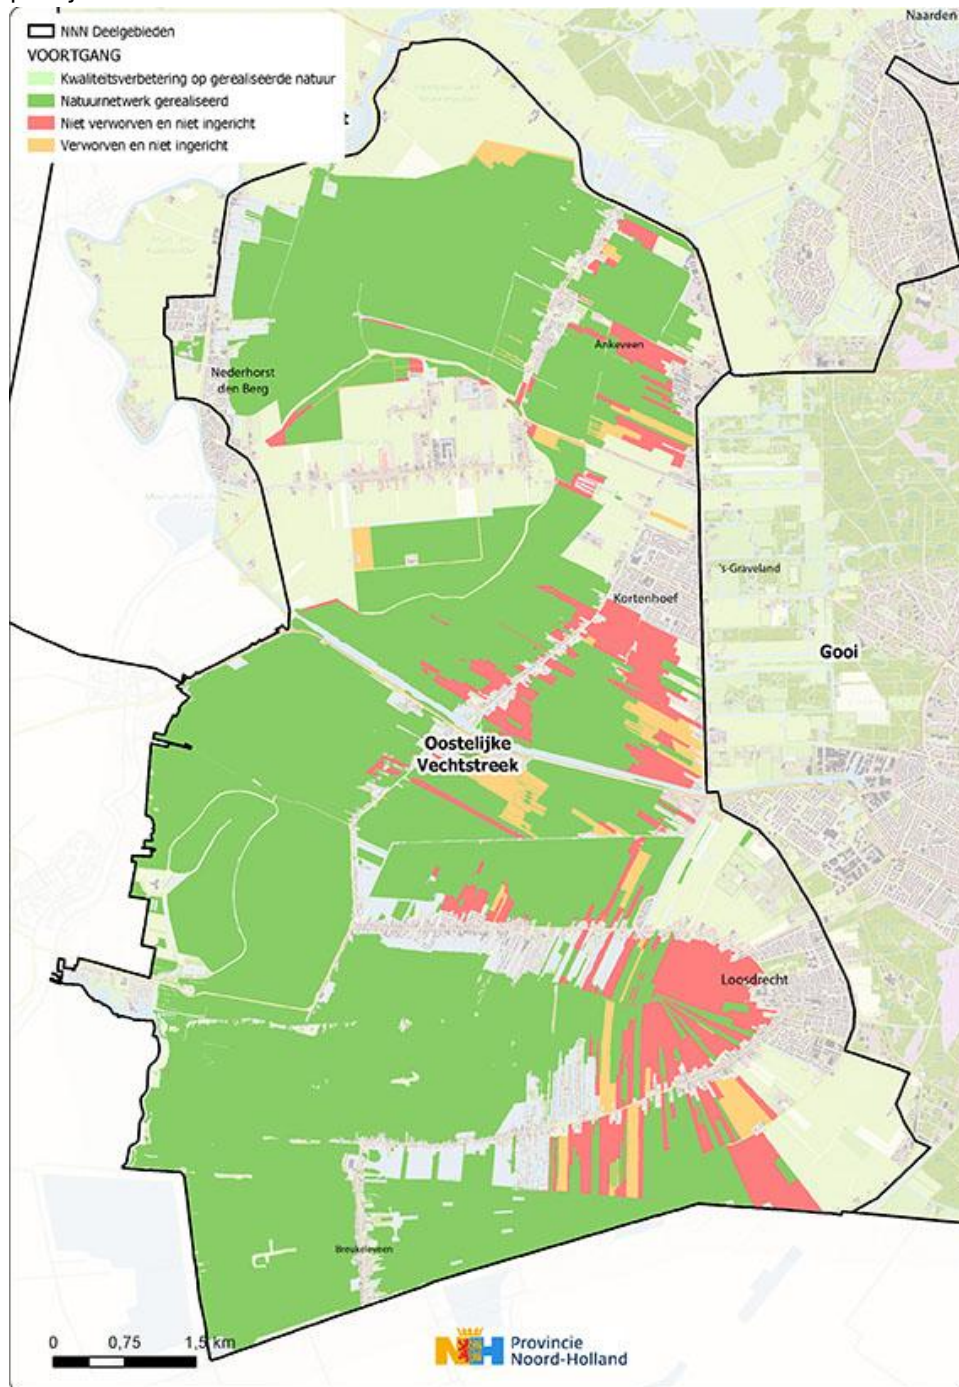 NNN Deelgebieden
VOORTGANG
Kwaliteitsverbetering op gerealiseerde natuur
Natuurnetwerk gerealiseerd
Niet verworven en niet ingericht
Verworven en niet ingericht
Naarden
Ankeveen
Nederhorst
den Berg
's-Graveland
Kortenhoef
Gooi
Oostelijke
Vechtstreek
Loosdrecht
Breukeleveen
0 0,75 1,5 km
NH Provincie
Noord-Holland